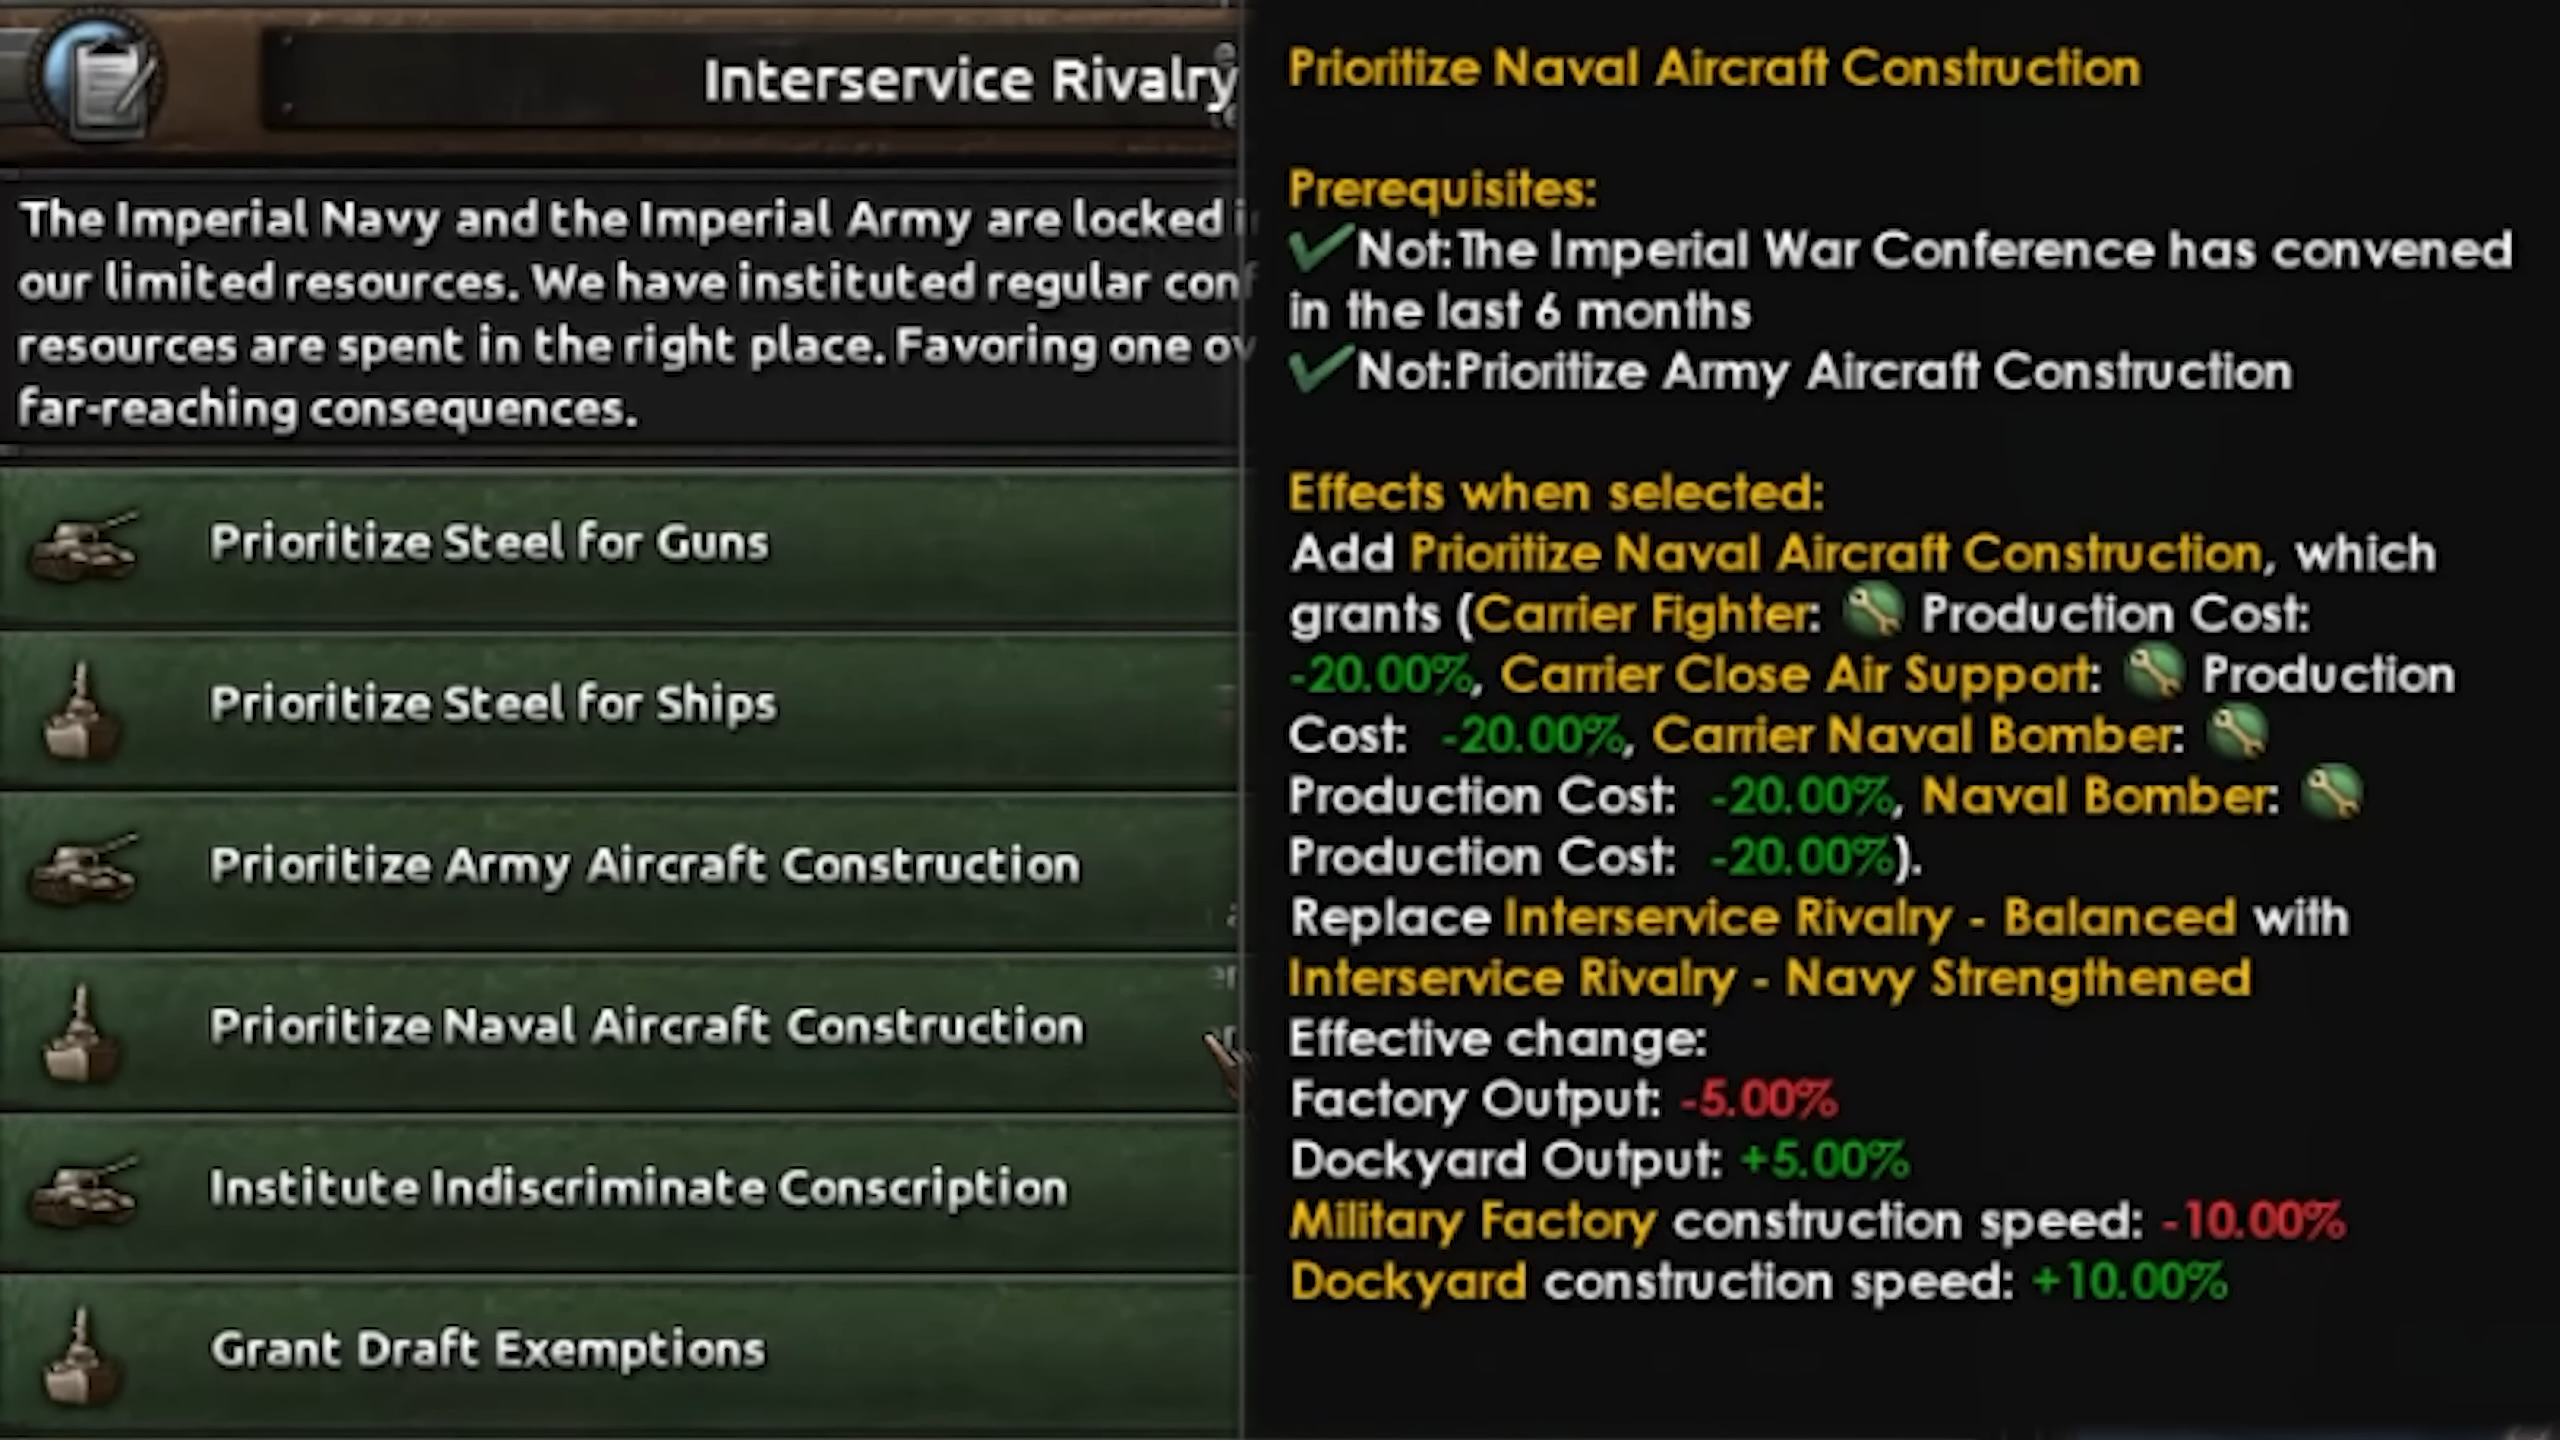 Interservice Rivalry
The Imperial Navy and the Imperial Army are locked
our limited resources. We have instituted regular
resources are spent in the right place. Favoring one
far-reaching consequences.
Prioritize Steel for Guns
Prioritize Steel for Ships
Prioritize Army Aircraft Construction
Prioritize Naval Aircraft Construction
Institute Indiscriminate Conscription
Grant Draft Exemptions
Prioritize Naval Aircraft Construction
Prerequisites:
✔Not:The Imperial War Conference has convened
in the last 6 months
✔Not:Prioritize Army Aircraft Construction
Effects when selected:
Add Prioritize Naval Aircraft Construction, which
grants (Carrier Fighter: Production Cost:
-20.00%, Carrier Close Air Support: Production
Cost: -20.00%, Carrier Naval Bomber:
Production Cost: -20.00%, Naval Bomber:
Production Cost: -20.00%).
Replace Interservice Rivalry - Balanced with
Interservice Rivalry - Navy Strengthened
Effective change:
Factory Output: -5.00%
Dockyard Output: +5.00%
Military Factory construction speed: -10.00%
Dockyard construction speed: +10.00%